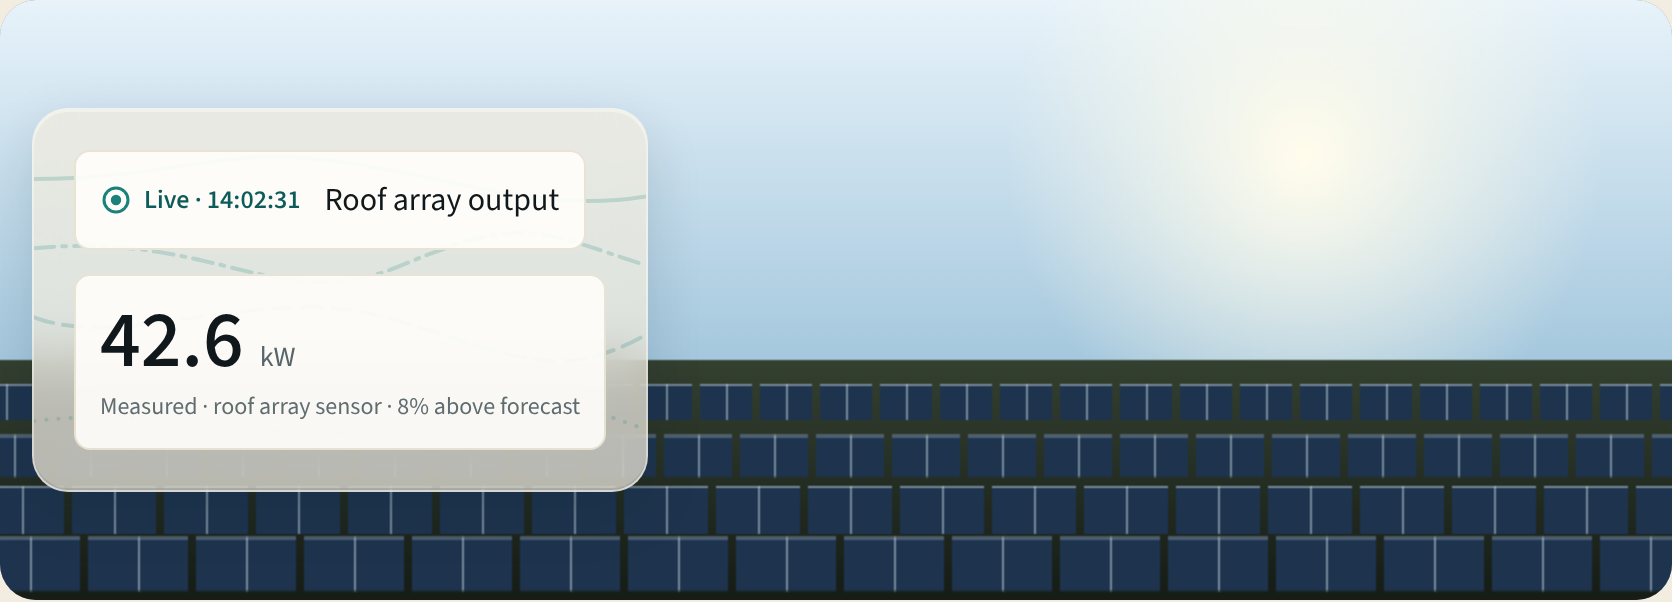 Live · 14:02:31 Roof array output
42.6 kW
Measured · roof array sensor · 8% above forecast